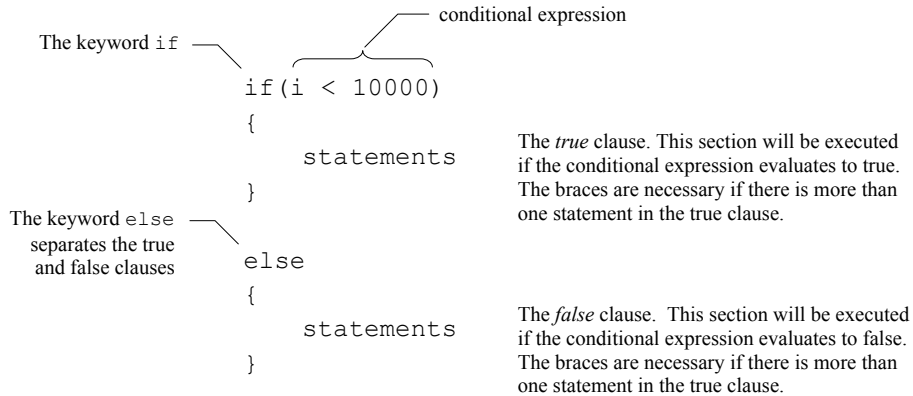 conditional expression
The keyword if
if(i < 10000)
{
statements
}
The true clause. This section will be executed
if the conditional expression evaluates to true.
The braces are necessary if there is more than
one statement in the true clause.
The keyword else
separates the true
and false clauses
else
{
statements
}
The false clause. This section will be executed
if the conditional expression evaluates to false.
The braces are necessary if there is more than
one statement in the true clause.